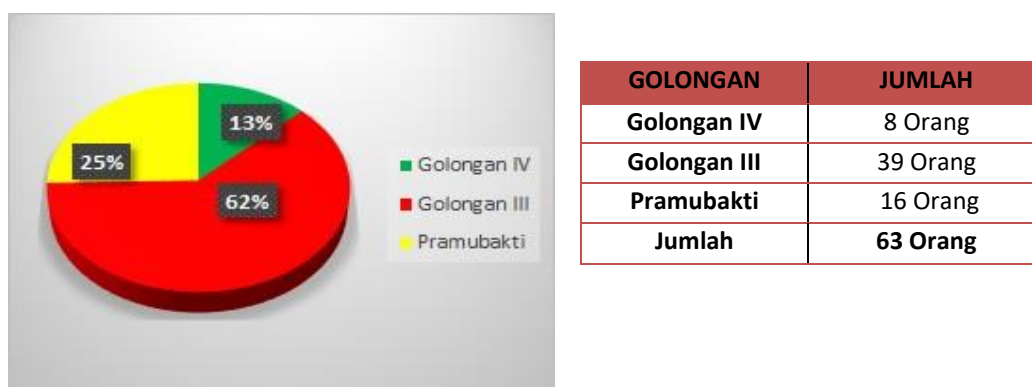 13%
25%
62%
Golongan IV
Golongan III
Pramubakti
GOLONGAN JUMLAH
Golongan IV 8 Orang
Golongan III 39 Orang
Pramubakti 16 Orang
Jumlah 63 Orang